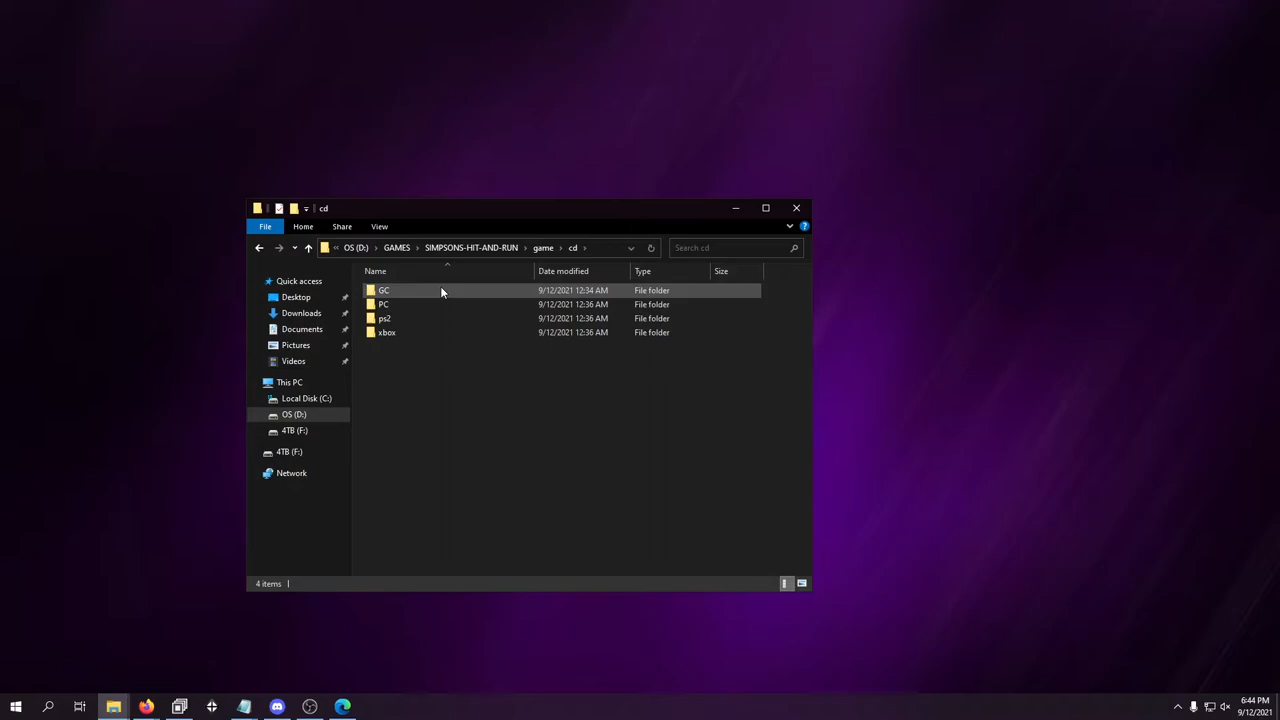 cd
File
Home
Share
View
OS (D:) GAMES SIMPSONS-HIT-AND-RUN game cd
Search cd
Name
Date modified
Type
Size
Quick access
Desktop
Downloads
Documents
Pictures
Videos
This PC
Local Disk (C:)
OS (D:)
4TB (F:)
4TB (F:)
Network
GC 9/12/2021 12:34 AM File folder
PC 9/12/2021 12:36 AM File folder
ps2 9/12/2021 12:36 AM File folder
xbox 9/12/2021 12:36 AM File folder
4 items
6:44 PM
9/12/2021